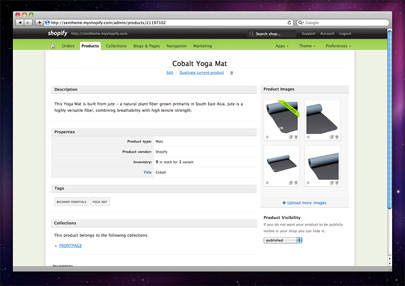 http://zentheme.myshopify.com/admin/products/21197102
Google
shopify
http://zentheme.myshopify.com
Search shop...
Support Account Logout
Orders Products Collections Blogs & Pages Navigation Marketing Apps Theme Preferences
Cobalt Yoga Mat
Edit Duplicate current product
Description
This Yoga Mat is built from Jute - a natural plant fiber grown primarily in South East Asia. Jute is a
highly versatile fiber, combining breathability with high tensile strength.
Properties
Product type: Mats
Product vendor: Shopify
Inventory: 9 in stock for 1 variant
Title Cobalt
Tags
BEGINNER ESSENTIALS YOGA MAT
Collections
This product belongs to the following collections:
FRONTPAGE
Inventory
Product Images
Upload more images
Product Visibility
If you do not want your product to be publicly
visible in your shop you can hide it.
published